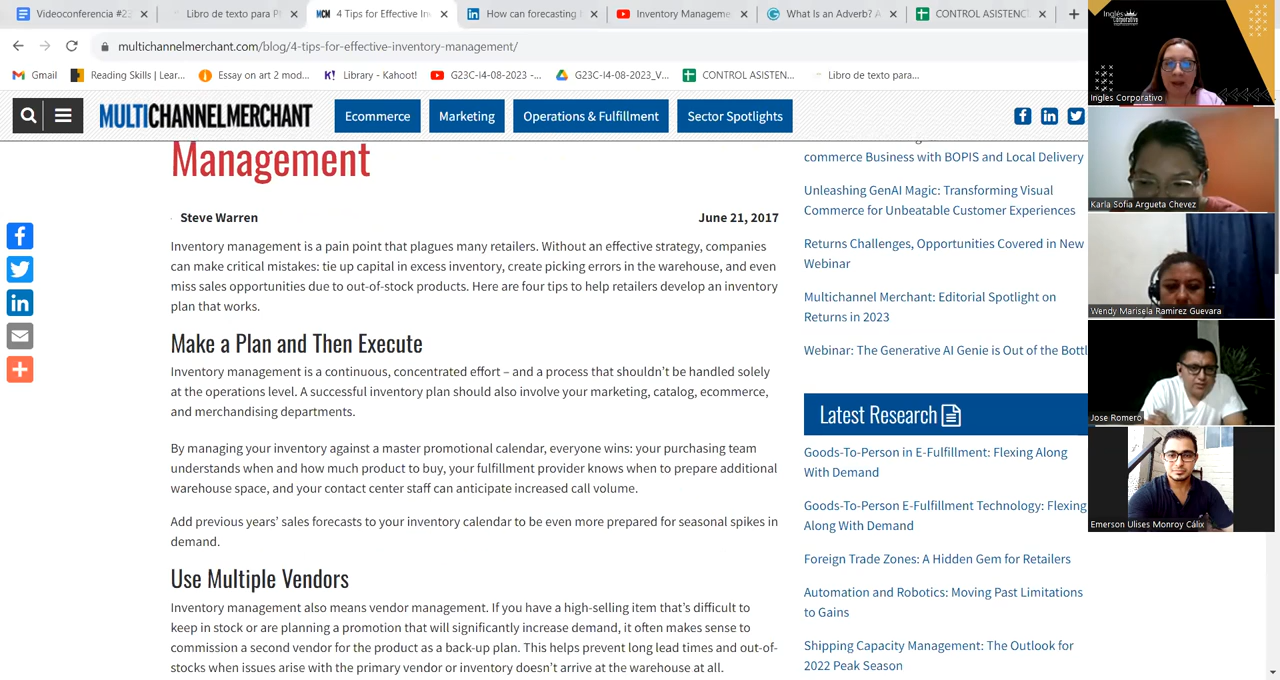 Videoconferencia #23
Libro de texto para P
4 Tips for Effective In
How can forecasting
Inventory Manageme
What Is an Adverb? A
CONTROL ASISTENC
multichannelmerchant.com/blog/4-tips-for-effective-inventory-management/
Gmail
Reading Skills | Lear...
Essay on art 2 mod...
Library - Kahoot!
G23C-I4-08-2023 -...
G23C-I4-08-2023_V...
CONTROL ASISTEN...
Libro de texto para...
MULTICHANNELMERCHANT
Ecommerce
Marketing
Operations & Fulfillment
Sector Spotlights
Management
Steve Warren
June 21, 2017
Inventory management is a pain point that plagues many retailers. Without an effective strategy, companies
can make critical mistakes: tie up capital in excess inventory, create picking errors in the warehouse, and even
miss sales opportunities due to out-of-stock products. Here are four tips to help retailers develop an inventory
plan that works.
Make a Plan and Then Execute
Inventory management is a continuous, concentrated effort – and a process that shouldn't be handled solely
at the operations level. A successful inventory plan should also involve your marketing, catalog, ecommerce,
and merchandising departments.
By managing your inventory against a master promotional calendar, everyone wins: your purchasing team
understands when and how much product to buy, your fulfillment provider knows when to prepare additional
warehouse space, and your contact center staff can anticipate increased call volume.
Add previous years' sales forecasts to your inventory calendar to be even more prepared for seasonal spikes in
demand.
Use Multiple Vendors
Inventory management also means vendor management. If you have a high-selling item that's difficult to
keep in stock or are planning a promotion that will significantly increase demand, it often makes sense to
commission a second vendor for the product as a back-up plan. This helps prevent long lead times and out-of-
stocks when issues arise with the primary vendor or inventory doesn't arrive at the warehouse at all.
commerce Business with BOPIS and Local Delivery
Unleashing GenAI Magic: Transforming Visual
Commerce for Unbeatable Customer Experiences
Returns Challenges, Opportunities Covered in New
Webinar
Multichannel Merchant: Editorial Spotlight on
Returns in 2023
Webinar: The Generative AI Genie is Out of the Bottl
Latest Research
Goods-To-Person in E-Fulfillment: Flexing Along
With Demand
Goods-To-Person E-Fulfillment Technology: Flexing
Along With Demand
Foreign Trade Zones: A Hidden Gem for Retailers
Automation and Robotics: Moving Past Limitations
to Gains
Shipping Capacity Management: The Outlook for
2022 Peak Season
Inglés
Corporativo
Ingles Corporativo
Karla Sofia Argueta Chevez
Wendy Marisela Ramirez Guevara
Jose Romero
Emerson Ulises Monroy Cálix